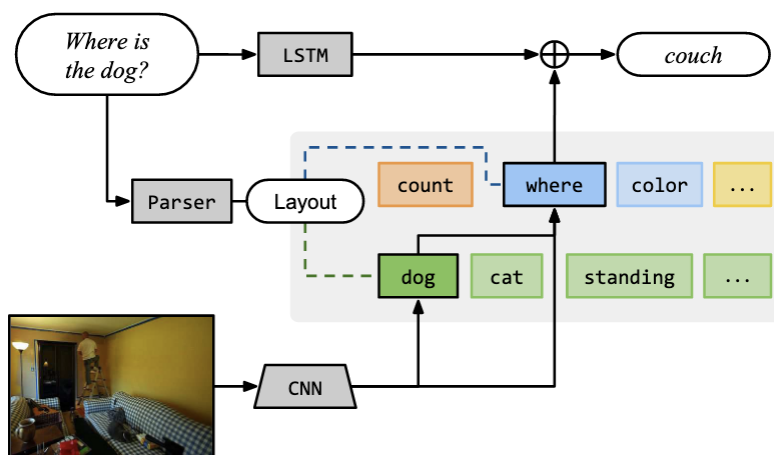 Where is
the dog?
LSTM
couch
count
where
color
...
Parser
Layout
dog
cat
standing
...
CNN